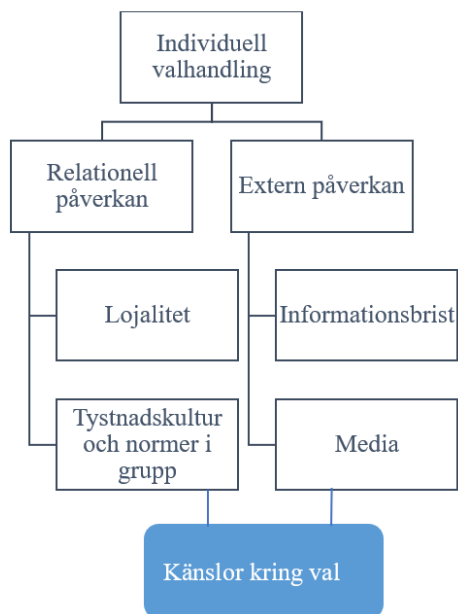 Individuell
valhandling
Relationell
påverkan
Extern påverkan
Lojalitet
Informationsbrist
Tystnadskultur
och normer i
grupp
Media
Känslor kring val